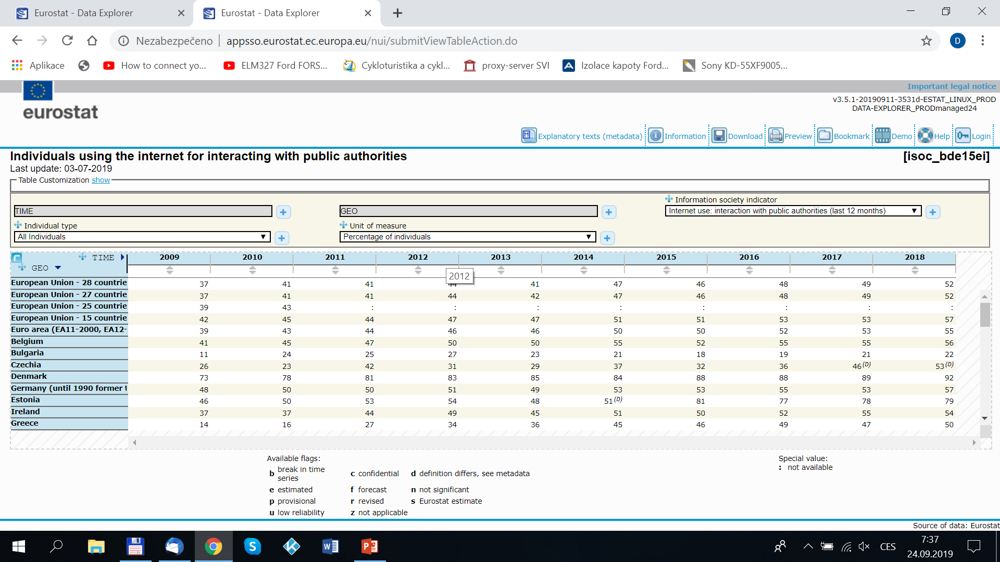 Eurostat - Data Explorer
Eurostat - Data Explorer
Nezabezpečeno | appsso.eurostat.ec.europa.eu/nui/submitViewTableAction.do
D
Aplikace How to connect yo... ELM327 Ford FORS... Cykloturistika a cykl... proxy-server SVI Izolace kapoty Ford... Sony KD-55XF9005...
Important legal notice
eurostat
v3.5.1-20190911-3531d-ESTAT_LINUX_PROD
DATA-EXPLORER_PRODmanaged24
Explanatory texts (metadata) Information Download Preview Bookmark Demo Help Login
Individuals using the internet for interacting with public authorities [isoc_bde15ei]
Last update: 03-07-2019
Table Customization show
Information society indicator
TIME GEO Internet use: interaction with public authorities (last 12 months)
Individual type Unit of measure
All Individuals Percentage of individuals
TIME 2009 2010 2011 2012 2013 2014 2015 2016 2017 2018
GEO
2012
European Union - 28 countrie 37 41 41 44 41 47 46 48 49 52
European Union - 27 countrie 37 41 41 44 42 47 46 48 49 52
European Union - 25 countrie 39 43 : : : : : : : :
European Union - 15 countrie 42 45 44 47 47 51 51 53 53 57
Euro area (EA11-2000, EA12- 39 43 44 46 46 50 50 52 53 55
Belgium 41 45 47 50 50 55 52 55 55 56
Bulgaria 11 24 25 27 23 21 18 19 21 22
Czechia 26 23 42 31 29 37 32 36 46 (b) 53 (b)
Denmark 73 78 81 83 85 84 88 88 89 92
Germany (until 1990 former t 48 50 50 51 49 53 53 55 53 57
Estonia 46 50 53 54 48 51 (b) 81 77 78 79
Ireland 37 37 44 49 45 51 50 52 55 54
Greece 14 16 27 34 36 45 46 49 47 50
Available flags:
b break in time series c confidential d definition differs, see metadata
e estimated f forecast n not significant
p provisional r revised s Eurostat estimate
u low reliability z not applicable
Special value:
: not available
Source of data: Eurostat
CES
7:37
24.09.2019